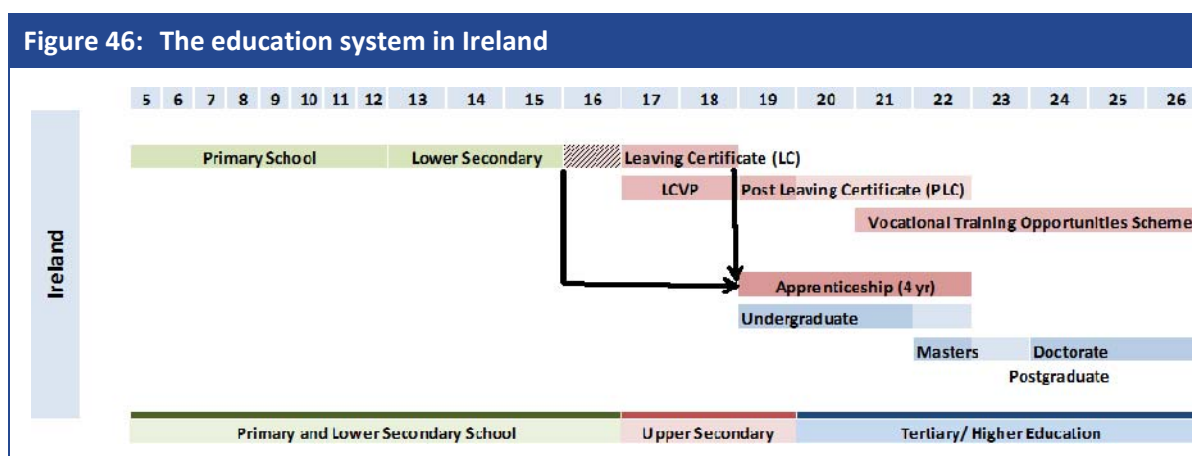 Figure 46: The education system in Ireland
5 6 7 8 9 10 11 12 13 14 15 16 17 18 19 20 21 22 23 24 25 26
Ireland
Primary School Lower Secondary Leaving Certificate (LC)
LCVP Post Leaving Certificate (PLC)
Vocational Training Opportunities Scheme
Apprenticeship (4 yr)
Undergraduate
Masters Doctorate
Postgraduate
Primary and Lower Secondary School Upper Secondary Tertiary/ Higher Education